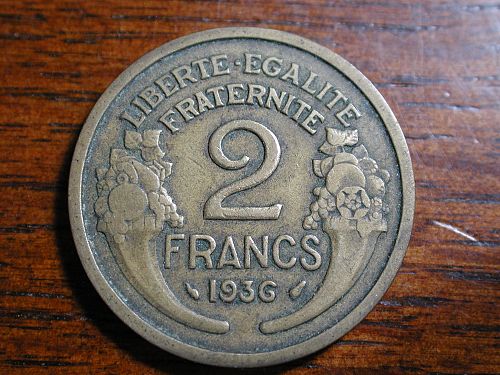 LIBERTE·EGALITE
FRATERNITE
2
FRANCS
1936